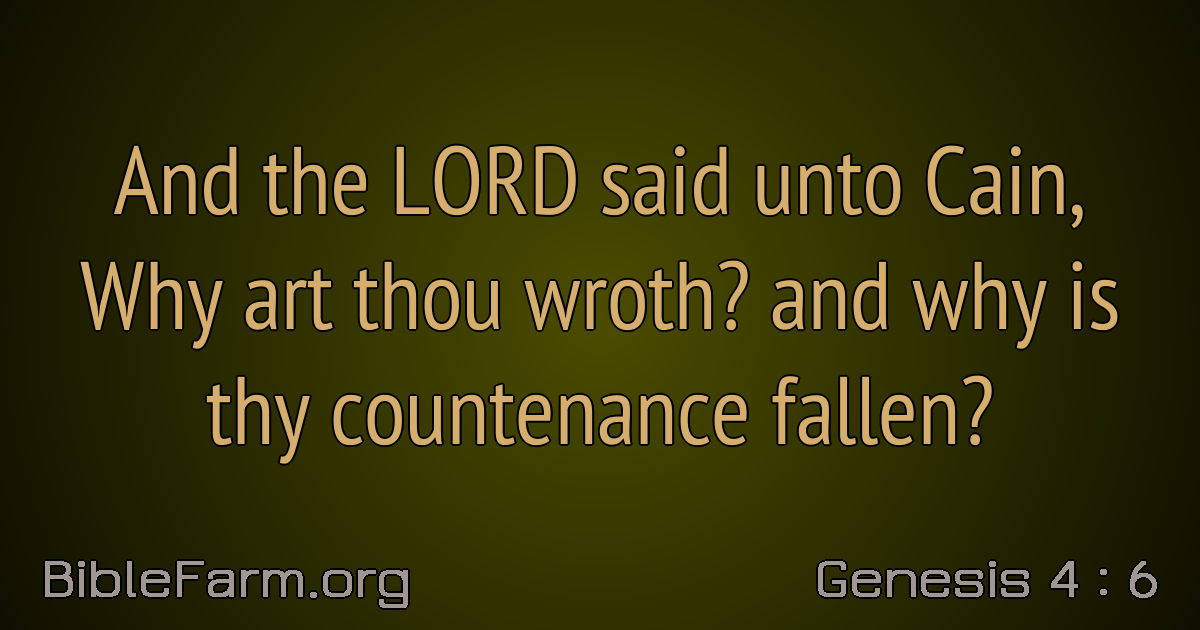 And the LORD said unto Cain,
Why art thou wroth? and why is
thy countenance fallen?
BibleFarm.org
Genesis 4 : 6